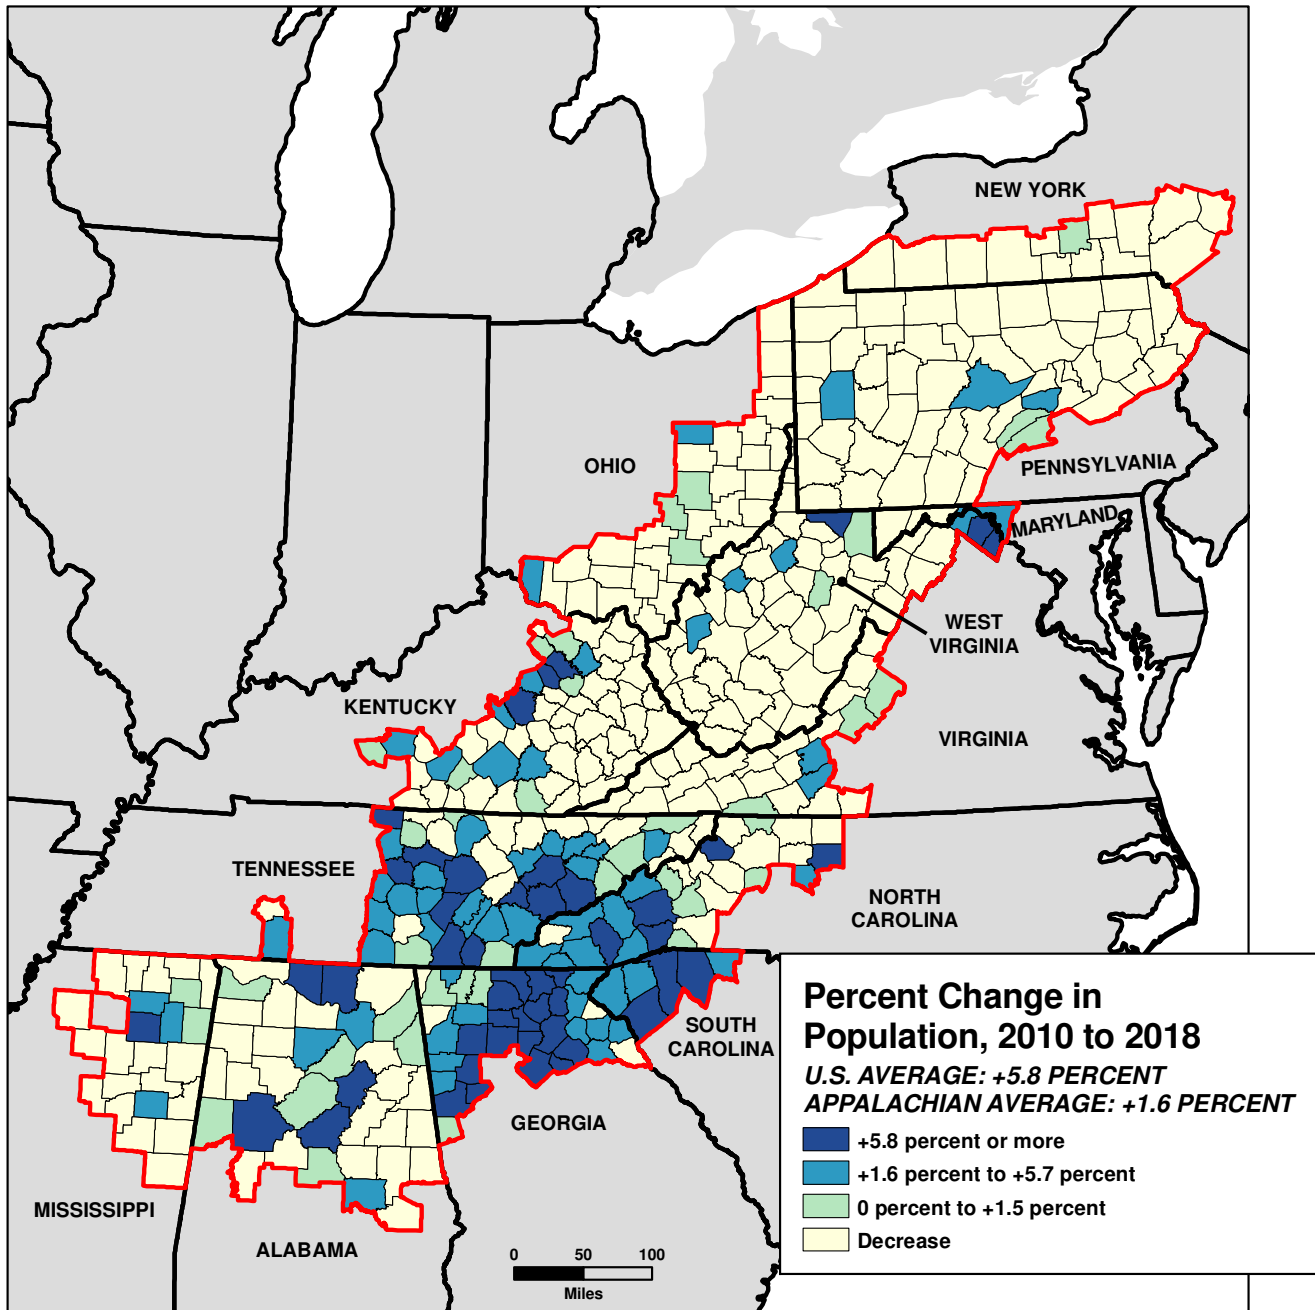 NEW YORK
OHIO
PENNSYLVANIA
MARYLAND
WEST
VIRGINIA
KENTUCKY
VIRGINIA
TENNESSEE
NORTH
CAROLINA
SOUTH
CAROLINA
GEORGIA
MISSISSIPPI
ALABAMA
Percent Change in
Population, 2010 to 2018
U.S. AVERAGE: +5.8 PERCENT
APPALACHIAN AVERAGE: +1.6 PERCENT
+5.8 percent or more
+1.6 percent to +5.7 percent
0 percent to +1.5 percent
Decrease
0 50 100
Miles